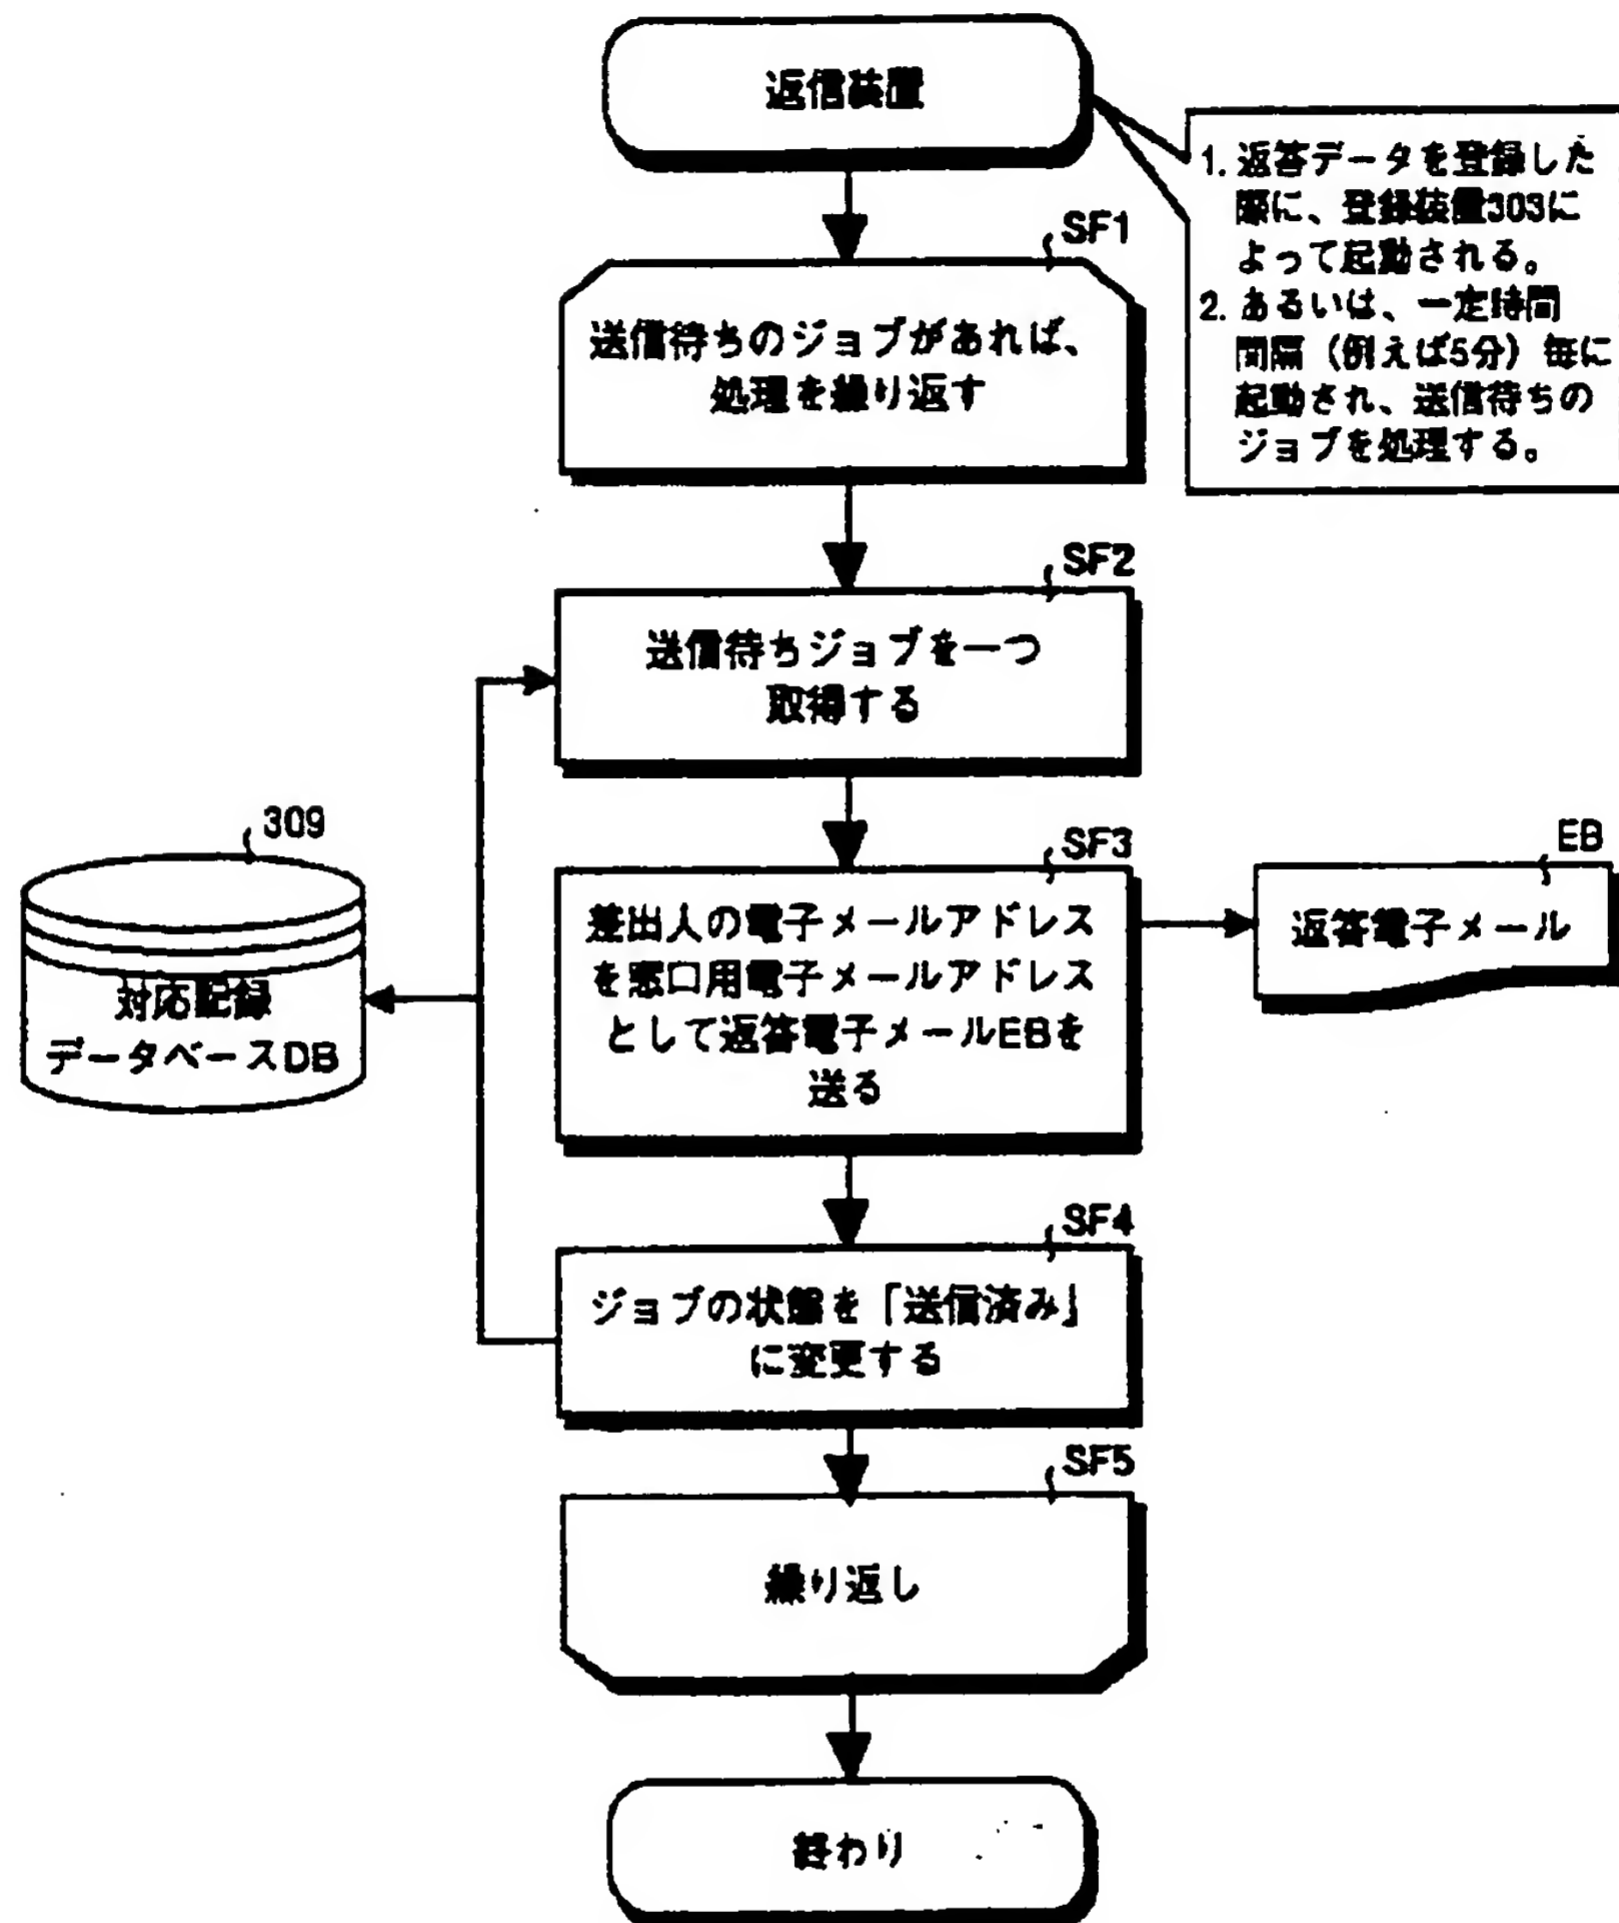 返信装置
1. 返答データを登録した
際に、登録装置303に
よって起動される。
2. あるいは、一定時間
間隔（例えば5分）毎に
起動され、送信待ちの
ジョブを処理する。
SF1
送信待ちのジョブがあれば、
処理を繰り返す
SF2
送信待ちジョブを一つ
取得する
309
対応記録
データベースDB
SF3
差出人の電子メールアドレス
を窓口用電子メールアドレス
として返答電子メールEBを
送る
EB
返答電子メール
SF4
ジョブの状態を「送信済み」
に変更する
SF5
繰り返し
終わり